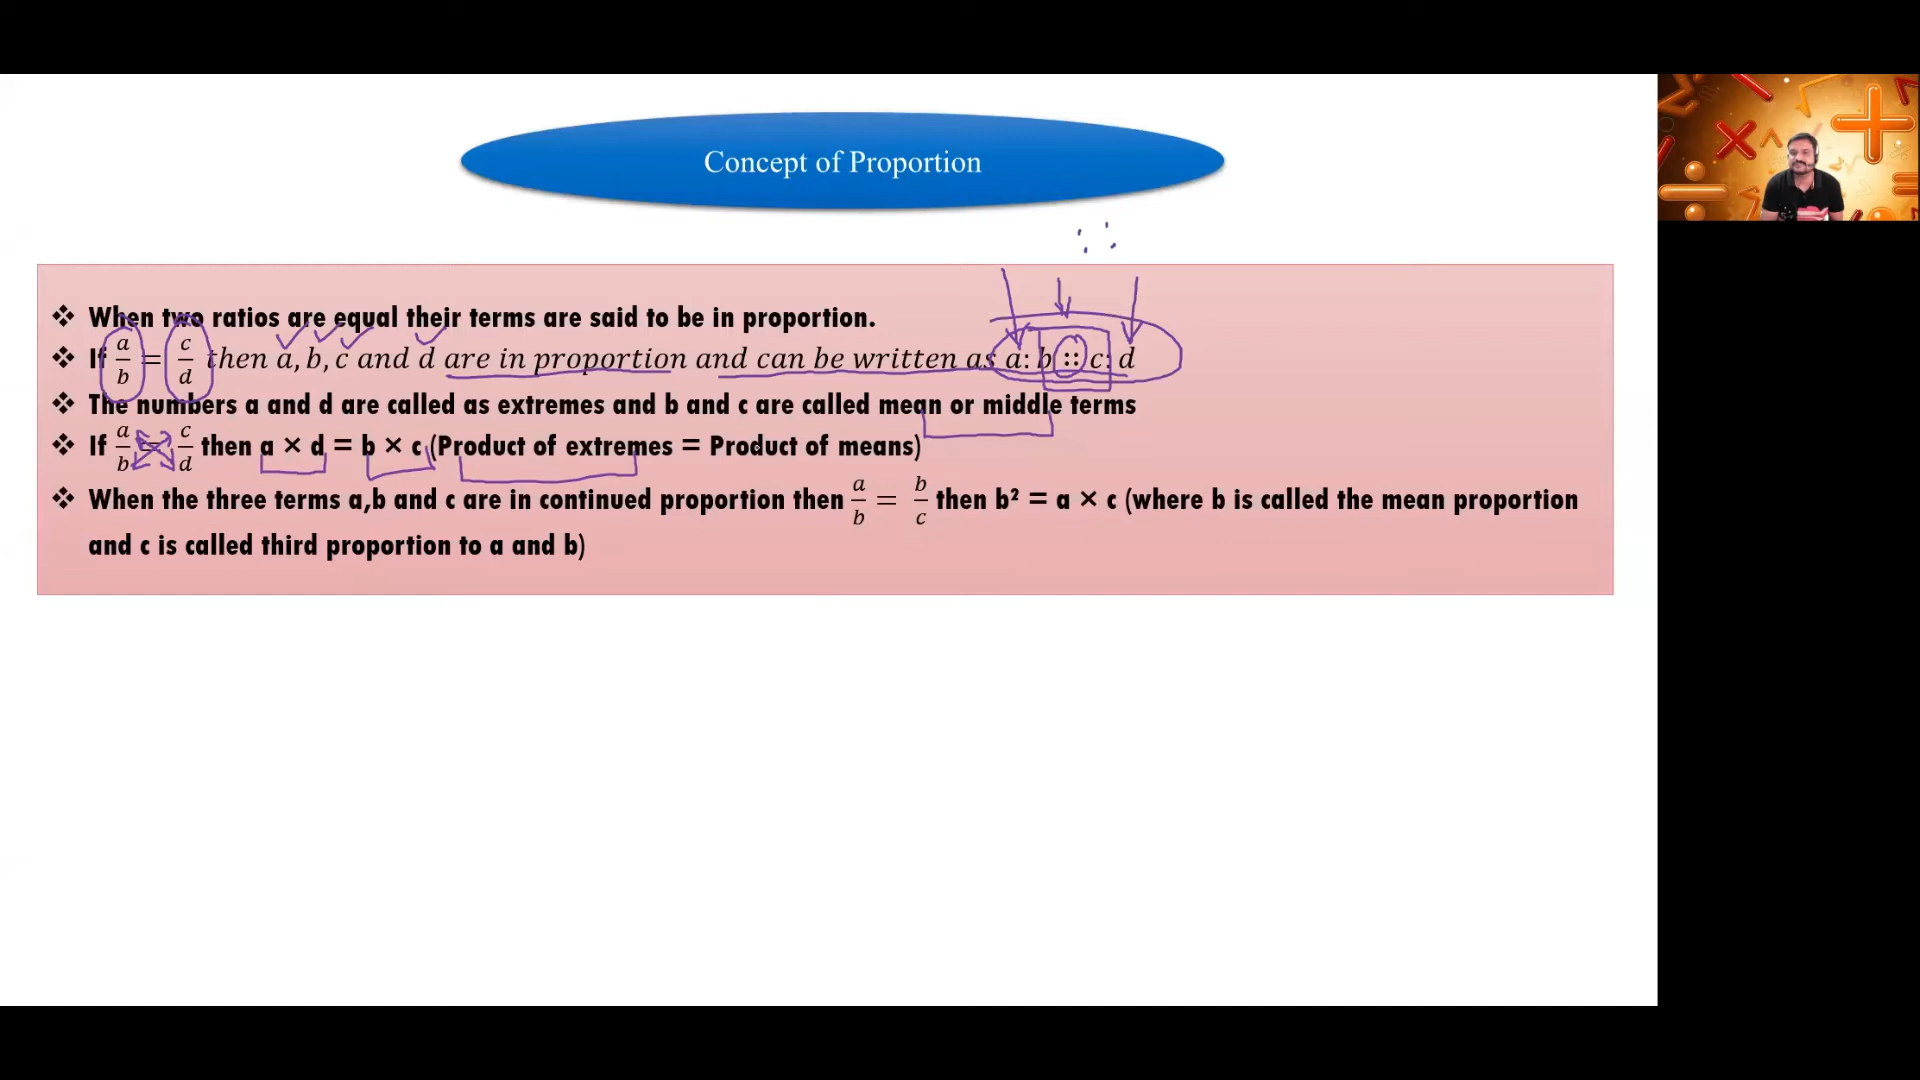 Concept of Proportion
❖ When two ratios are equal their terms are said to be in proportion.
❖ If a/b = c/d then a, b, c and d are in proportion and can be written as a: b ∷ c: d
❖ The numbers a and d are called as extremes and b and c are called mean or middle terms
❖ If a/b = c/d then a × d = b × c (Product of extremes = Product of means)
❖ When the three terms a,b and c are in continued proportion then a/b = b/c then b² = a × c (where b is called the mean proportion
and c is called third proportion to a and b)